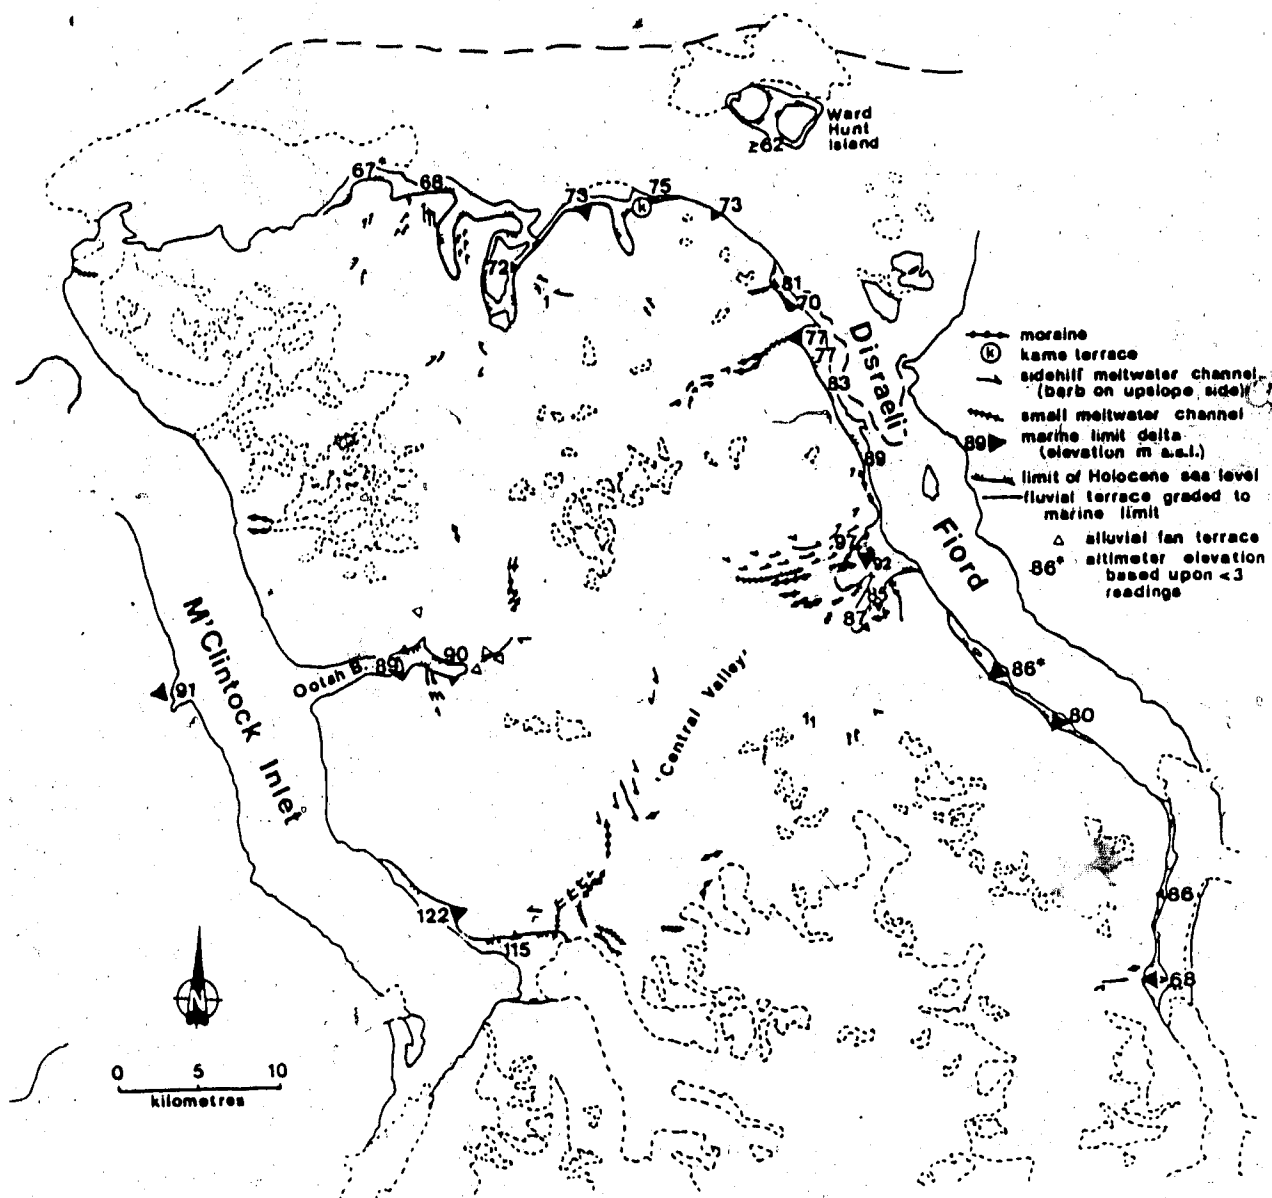 Ward
Hunt
Island
≥62
67*
68
73
75
k
73
72
81
70
77
77
83
89
Disraeli
Fiord
moraine
k kame terrace
sidehill meltwater channel
(barb on upslope side)
small meltwater channel
89 marine limit delta
(elevation m a.s.l.)
limit of Holocene sea level
fluvial terrace graded to
marine limit
alluvial fan terrace
86* altimeter elevation
based upon <3
readings
97
92
87
M'Clintock Inlet
Ootah B.
89
90
91
'Central Valley'
86*
80
122
115
86
68
N
0 5 10
kilometres